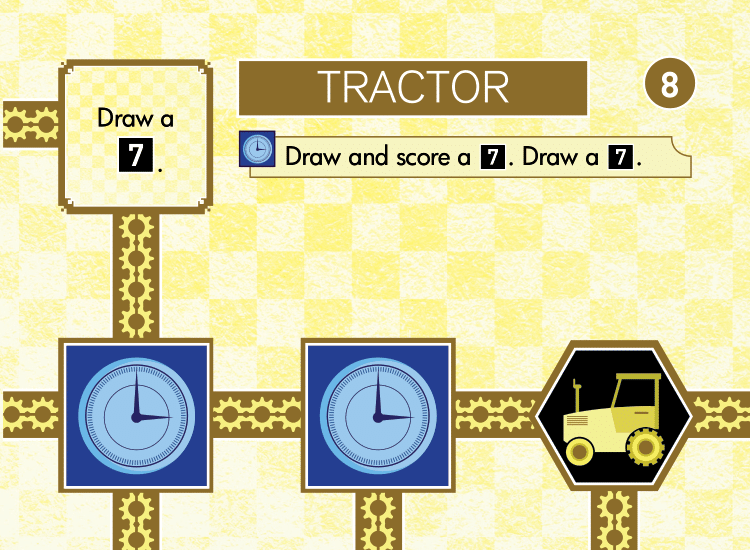 TRACTOR
8
Draw a
7.
Draw and score a 7. Draw a 7.